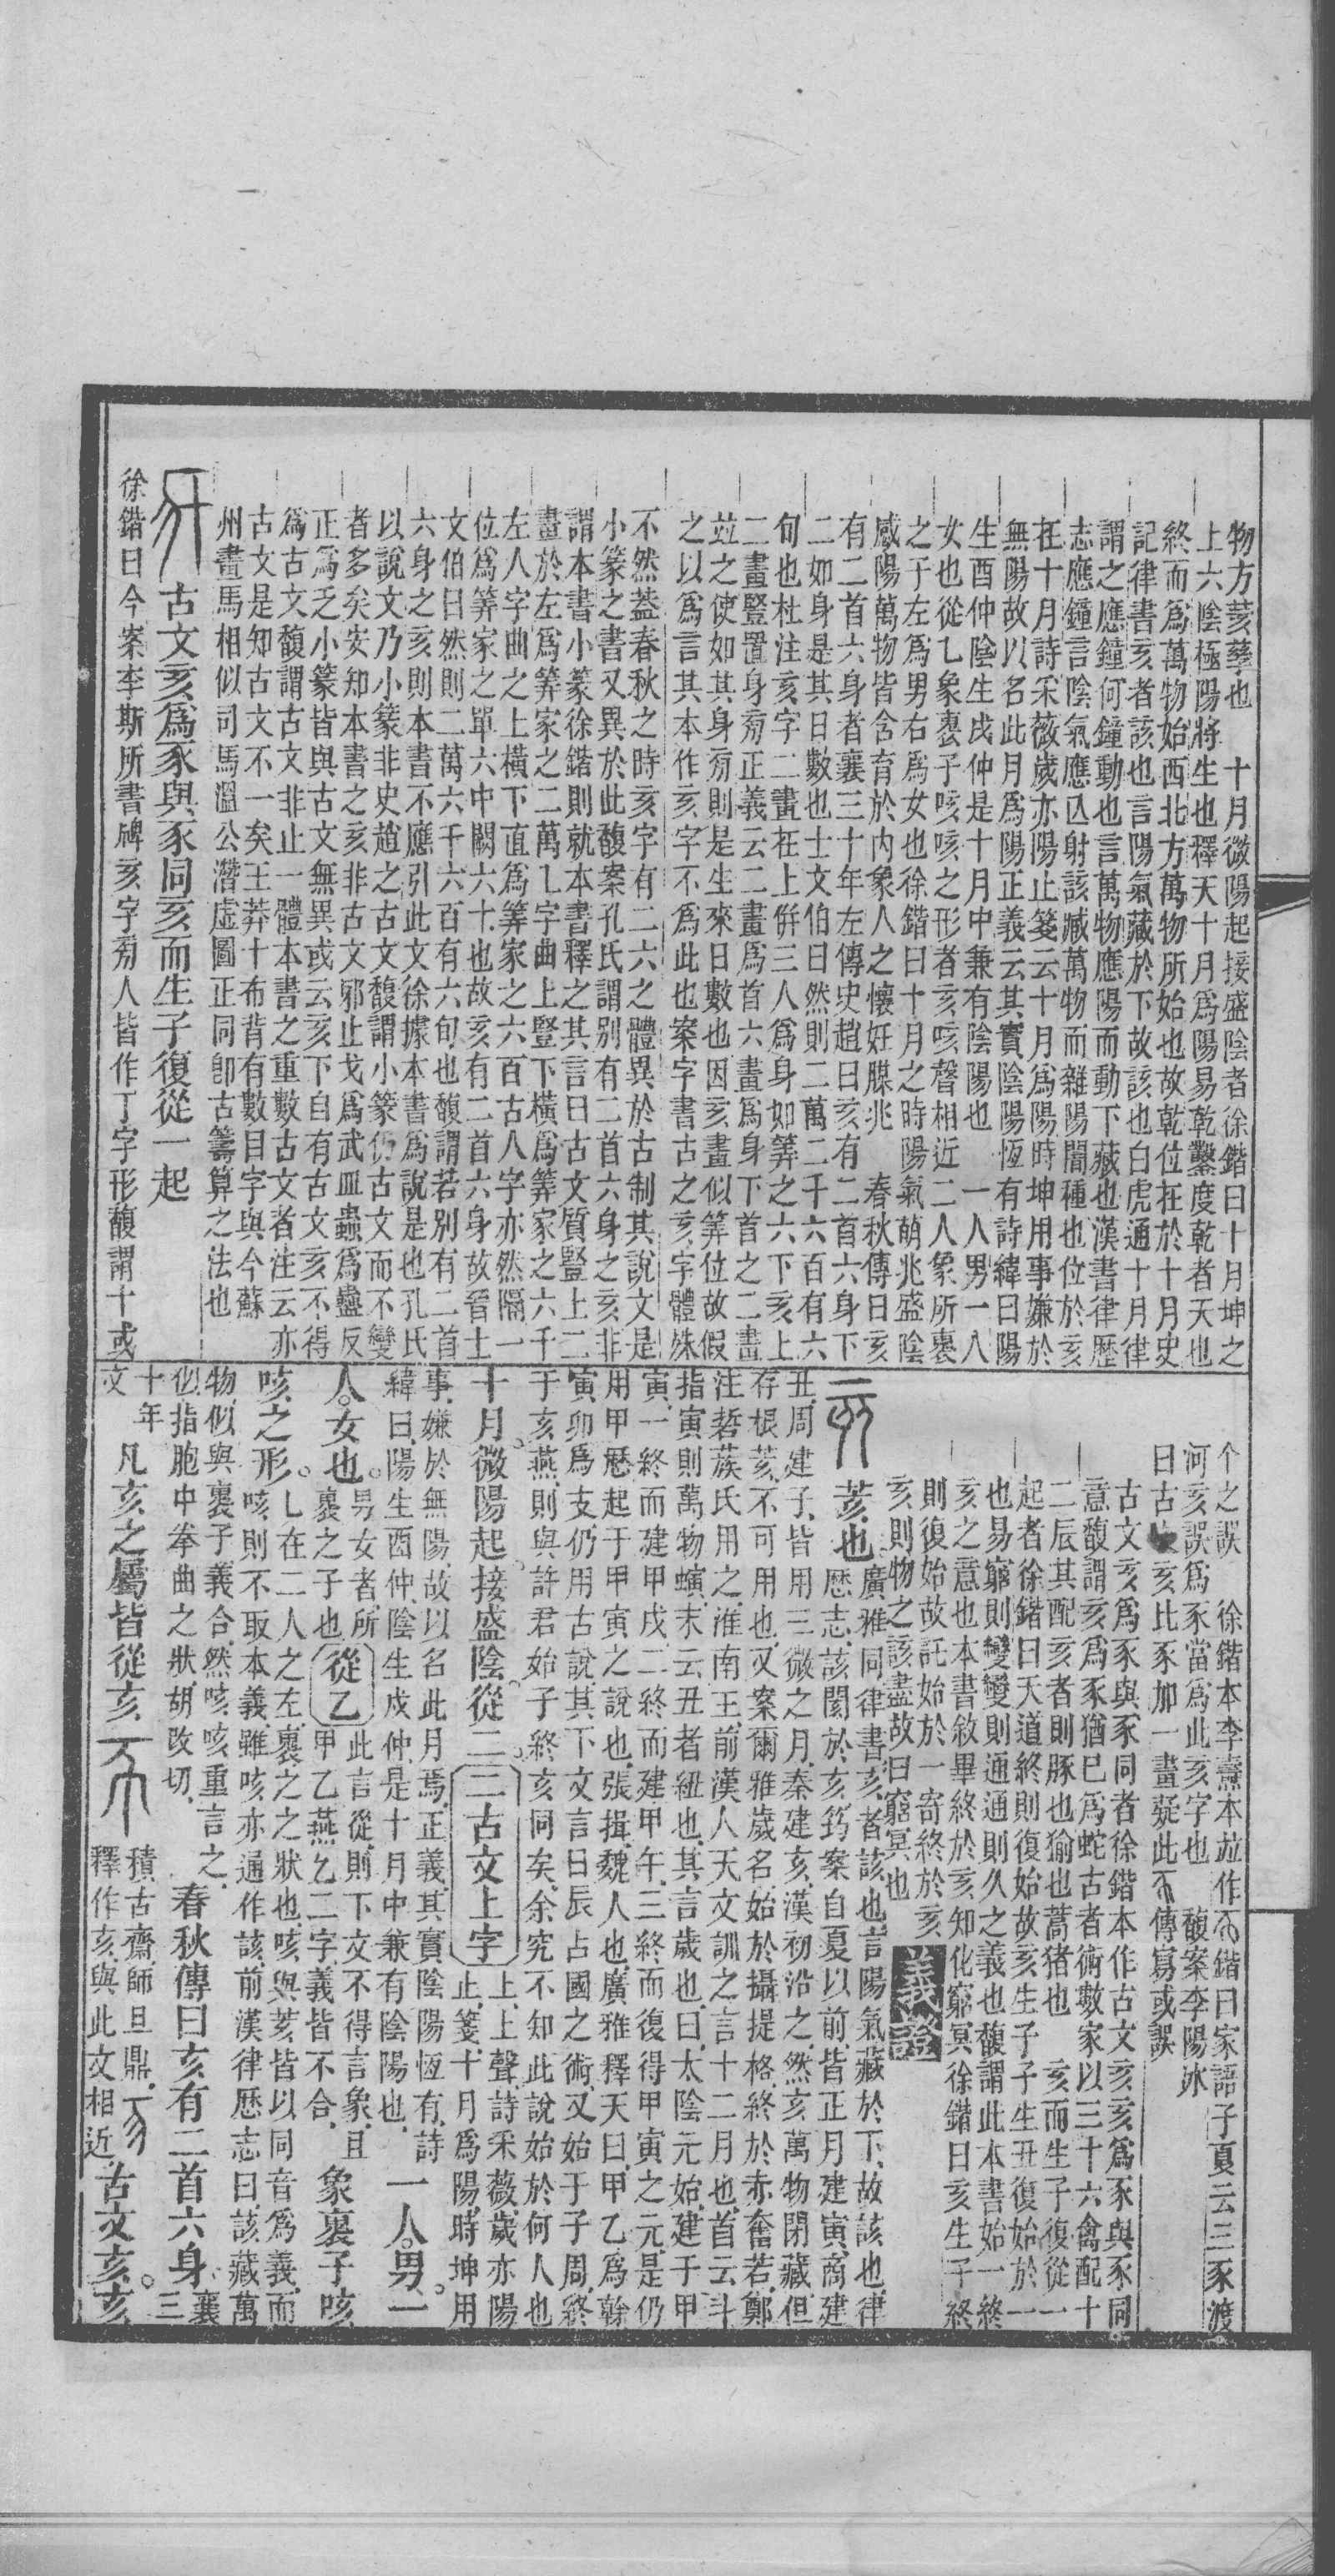 物方荄孳也　十月微陽起接盛陰者徐鍇曰十月坤之
上六陰極陽將生也釋天十月爲陽易乾鑿度乾者天也
終而爲萬物始西北方萬物所始也故乾位在於十月史
記律書亥者該也言陽氣藏於下故該也白虎通十月律
謂之應鐘何鐘動也言萬物應陽而動下藏也漢書律歷
志應鐘言陰氣應亾射該臧萬物而雜陽閡種也位於亥
在十月詩采薇歲亦陽止箋云十月爲陽時坤用事嫌於
無陽故以名此月爲陽正義云其實陰陽恆有詩緯曰陽
生酉仲陰生戌仲是十月中兼有陰陽也　一人男一人
女也從乚象裹子咳咳之形者亥咳聲相近二人象所裹
之子左爲男右爲女也徐鍇曰十月之時陽氣萌兆盛陰
感陽萬物皆含育於內象人之懷妊腜兆　春秋傳曰亥
有二首六身者襄三十年左傳史趙曰亥有二首六身下
二如身是其日數也士文伯曰然則二萬二千六百有六
旬也杜注亥字二畫在上併三人爲身如筭之六下亥上
二畫豎置身旁正義云二畫爲首六畫爲身下首之二畫
竝之使如其身旁則是生來日數也因亥畫似筭位故假
之以爲言其本作亥字不爲此也案字書古之亥字體殊
不然蓋春秋之時亥字有二六之體異於古制其說文是
小篆之書又異於此馥案孔氏謂別有二首六身之亥非
謂本書小篆徐鍇則就本書釋之其言曰古文質豎上二
畫於左爲筭家之二萬乚字曲上豎下橫爲筭家之六千
左人字曲之上橫下直爲筭家之六百古人字亦然隔一
位爲筭家之單六中闕六十也故亥有二首六身故晉士
文伯曰然則二萬六千六百有六旬也馥謂若別有二首
六身之亥則本書不應引此文徐據本書爲說是也孔氏
以說文乃小篆非史趙之古文馥謂小篆仍古文而不變
者多矣安知本書之亥非古文郭止戈爲武皿蟲爲蠱反
正爲乏小篆皆與古文無異或云亥下自有古文亥不得
爲古文馥謂古文非止一體本書之重數古文者注云亦
古文是知古文不一矣王莽十布背有數目字與今蘇
州畫馬相似司馬溫公潛虛圖正同卽古籌算之法也
古文亥爲豕與豕同亥而生子復從一起
徐鍇曰今案李斯所書碑亥字旁人皆作丁字形馥謂十或
个之誤　徐鍇本李燾本竝作　鍇曰家語子夏云三豕渡
河亥誤爲豕當爲此亥字也　馥案李陽冰
曰古　亥比豕加一畫疑此　傳寫或誤
古文亥爲豕與豕同者徐鍇本作古文亥亥爲豕與豕同
意馥謂亥爲豕猶巳爲蛇古者術數家以三十六禽配十
二辰其配亥者則豚也㺄也蒿猪也　亥而生子復從一
起者徐鍇曰天道終則復始故亥生子子生丑復始於一
也易窮則變變則通通則久之義也馥謂此本書始一終
亥之意也本書敘畢終於亥知化窮冥徐鍇曰亥生子終
則復始故託始於一寄終於亥
亥則物之該盡故曰窮冥也　義證
荄也　廣雅同律書亥者該也言陽氣藏於下故該也律
歷志該閡於亥筠案自夏以前皆正月建寅商建
丑周建子皆用三微之月秦建亥漢初沿之然亥萬物閉藏但
存根荄不可用也又案爾雅歲名始於攝提格終於赤奮若鄭
注硩蔟氏用之淮南王前漢人天文訓之言十二月也首云斗
指寅則萬物螾末云丑者紐也其言歲也曰太陰元始建于甲
寅一終而建甲戌二終而建甲午三終而復得甲寅之元是仍
用甲歷起于甲寅之說也張揖魏人也廣雅釋天曰甲乙爲榦
寅卯爲支仍用古說其下文言日辰占國之術又始于子周終
于亥燕則與許君始子終亥同矣余究不知此說始於何人也
十月微陽起接盛陰從二二古文上字　上上聲詩采薇歲亦陽
止箋十月爲陽時坤用
事嫌於無陽故以名此月焉正義其實陰陽恆有詩
緯曰陽生酉仲陰生戌仲是十月中兼有陰陽也　一人男一
人女也　男女者所
裹之子也　從乙　此言從則下文不得言象且
甲乙燕乞二字義皆不合　象裹子咳
咳之形　乚在二人之左裹之之狀也咳與荄皆以同音爲義而
咳則不取本義雖咳亦通作該前漢律歷志曰該藏萬
物似與裹子義合然咳咳重言之
似指胞中拳曲之狀胡改切　春秋傳曰亥有二首六身　襄三
十年
文　凡亥之屬皆從亥　積古齋師旦鼎
釋作亥與此文相近　古文亥亥